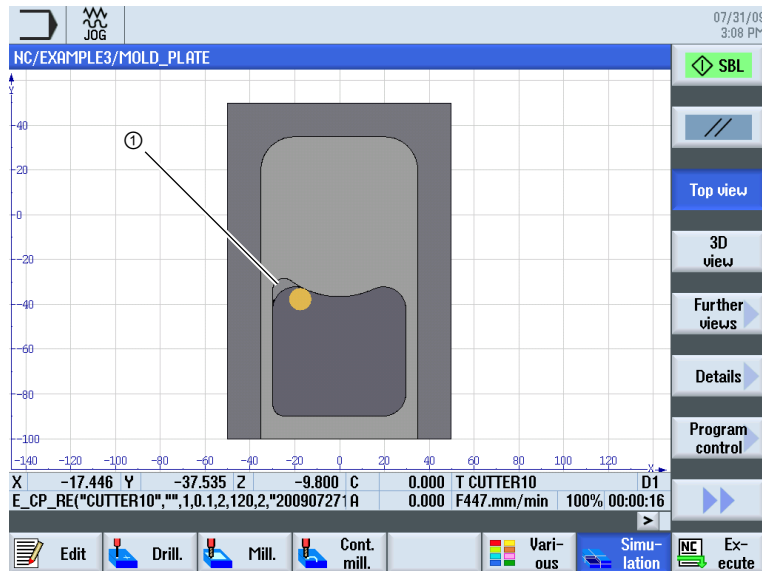 JOG
07/31/09
3:08 PM
NC/EXAMPLE3/MOLD_PLATE
SBL
Y
1
-40
-20
-0
--20
--40
--60
--80
--100
-140 -120 -100 -80 -60 -40 -20 0 20 40 60 80 100 120 -X-
//
Top view
3D
view
Further
views
Details
Program
control
X -17.446 Y -37.535 Z -9.800 C 0.000 T CUTTER10 D1
E_CP_RE("CUTTER10","",1,0.1,2,120,2,"200907271 A 0.000 F447.mm/min 100% 00:00:16
>
Edit
Drill.
Mill.
Cont.
mill.
Vari-
ous
Simu-
lation
NC Ex-
ecute